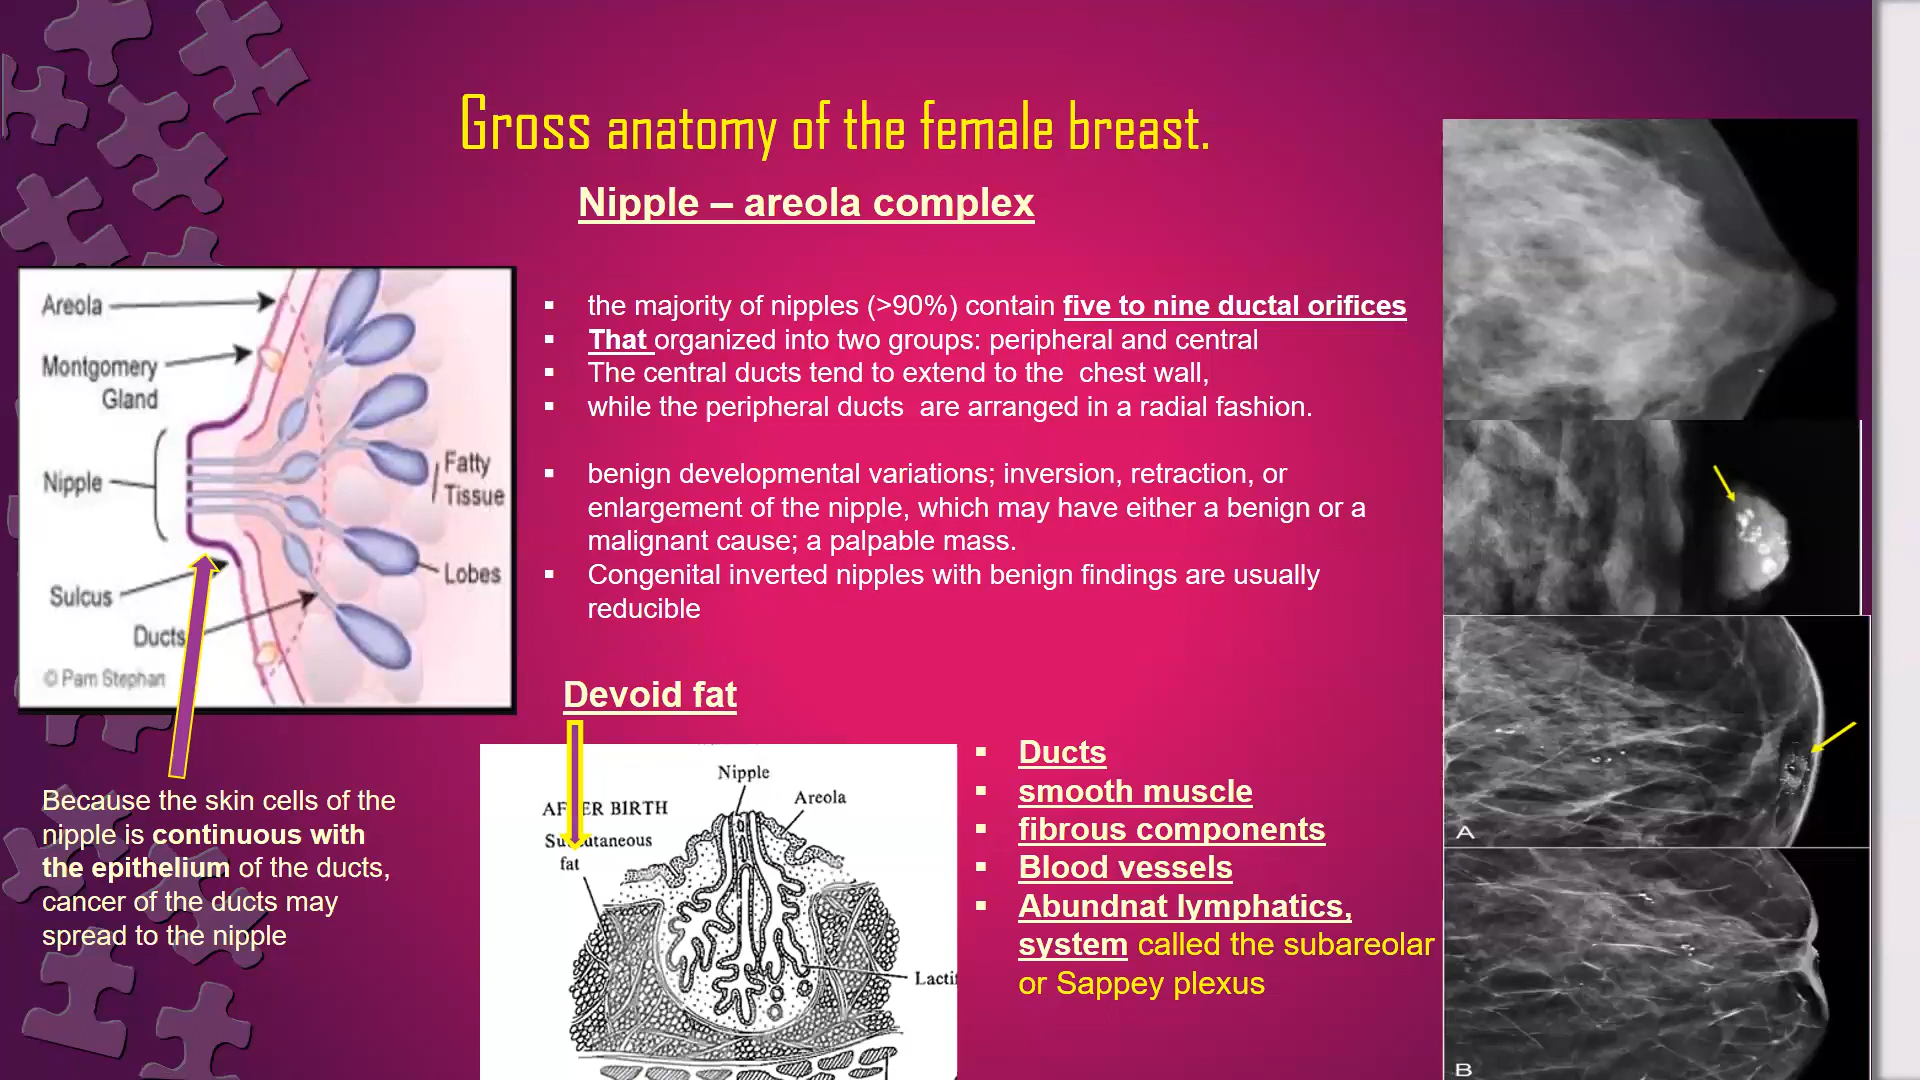 Gross anatomy of the female breast.
Nipple – areola complex
Areola
Montgomery
Gland
Nipple
Fatty
Tissue
Sulcus
Lobes
Ducts
© Pam Stephan
▪ the majority of nipples (>90%) contain five to nine ductal orifices
▪ That organized into two groups: peripheral and central
▪ The central ducts tend to extend to the chest wall,
▪ while the peripheral ducts are arranged in a radial fashion.
▪ benign developmental variations; inversion, retraction, or
enlargement of the nipple, which may have either a benign or a
malignant cause; a palpable mass.
▪ Congenital inverted nipples with benign findings are usually
reducible
Because the skin cells of the
nipple is continuous with
the epithelium of the ducts,
cancer of the ducts may
spread to the nipple
Devoid fat
Nipple
Areola
AFTER BIRTH
Subcutaneous
fat
Lactif
▪ Ducts
▪ smooth muscle
▪ fibrous components
▪ Blood vessels
▪ Abundnat lymphatics,
system called the subareolar
or Sappey plexus
A
B